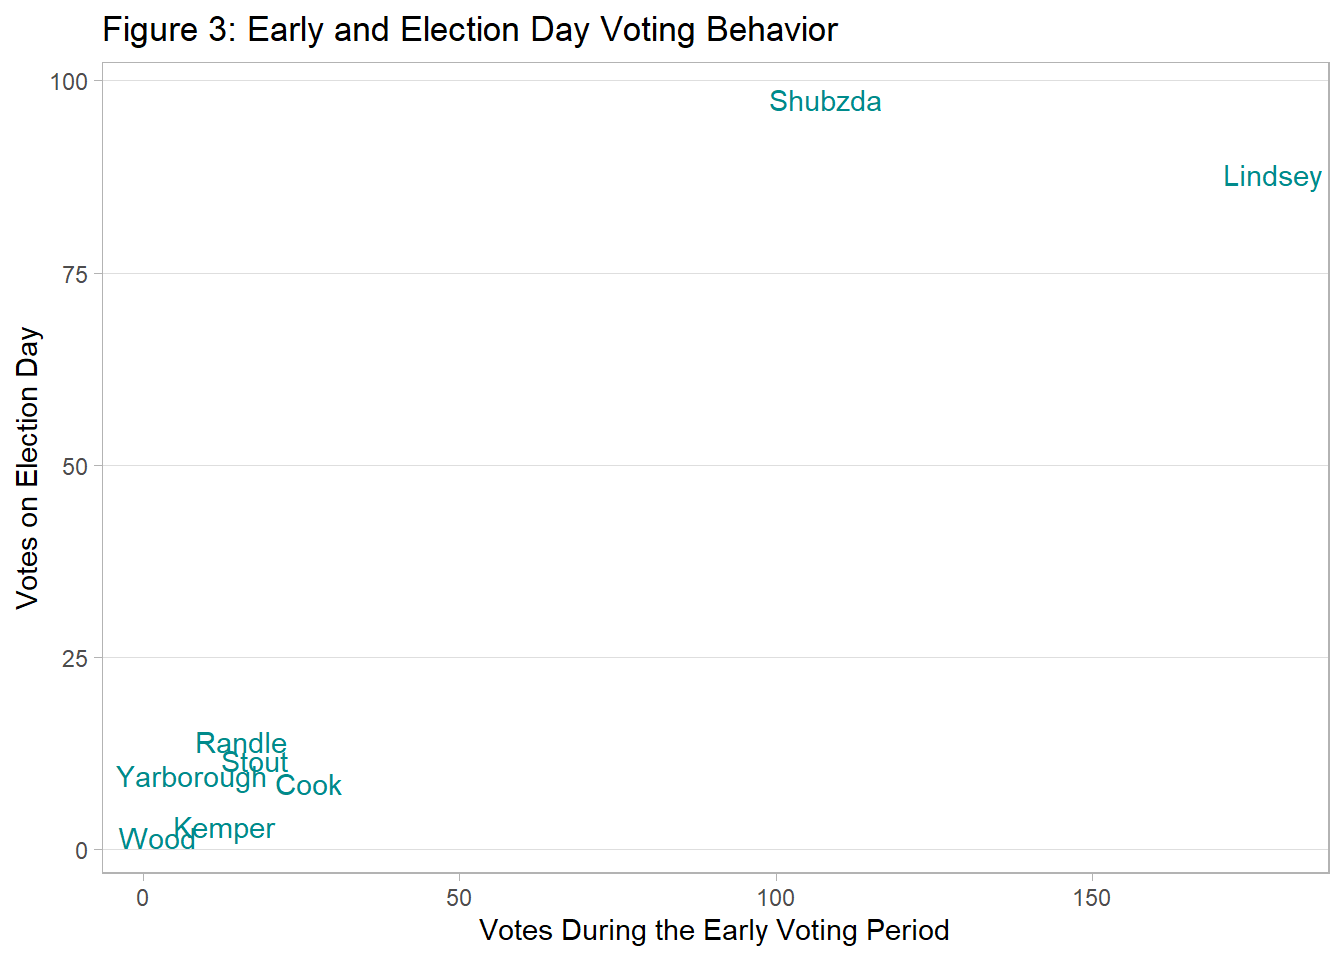 Figure 3: Early and Election Day Voting Behavior
100
Shubzda
Lindsey
75
Votes on Election Day
50
25
Randle
Stout
Yarborough
Cook
Kemper
Wood
0
0 50 100 150
Votes During the Early Voting Period